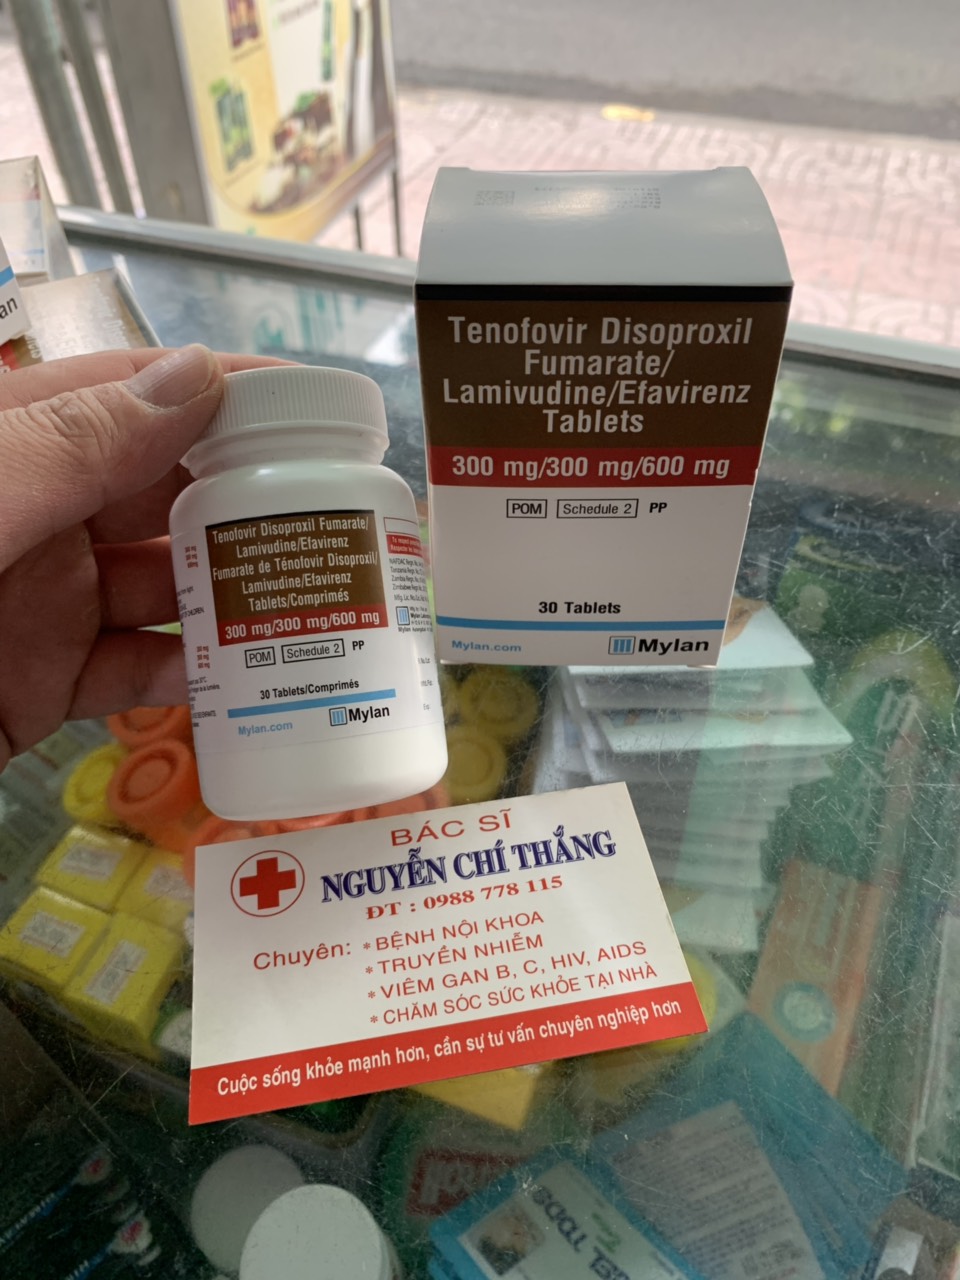 Tenofovir Disoproxil
Fumarate/
Lamivudine/Efavirenz
Tablets
300 mg/300 mg/600 mg
POM Schedule 2 PP
30 Tablets
Mylan.com Mylan
Tenofovir Disoproxil Fumarate/
Lamivudine/Efavirenz
Fumarate de Ténofovir Disoproxil/
Lamivudine/Efavirenz
Tablets/Comprimés
300 mg/300 mg/600 mg
POM Schedule 2 PP
30 Tablets/Comprimés
Mylan.com Mylan
BÁC SĨ
NGUYỄN CHÍ THẮNG
ĐT : 0988 778 115
Chuyên: * BỆNH NỘI KHOA
* TRUYỀN NHIỄM
* VIÊM GAN B, C, HIV, AIDS
* CHĂM SÓC SỨC KHỎE TẠI NHÀ
Cuộc sống khỏe mạnh hơn, cần sự tư vấn chuyên nghiệp hơn